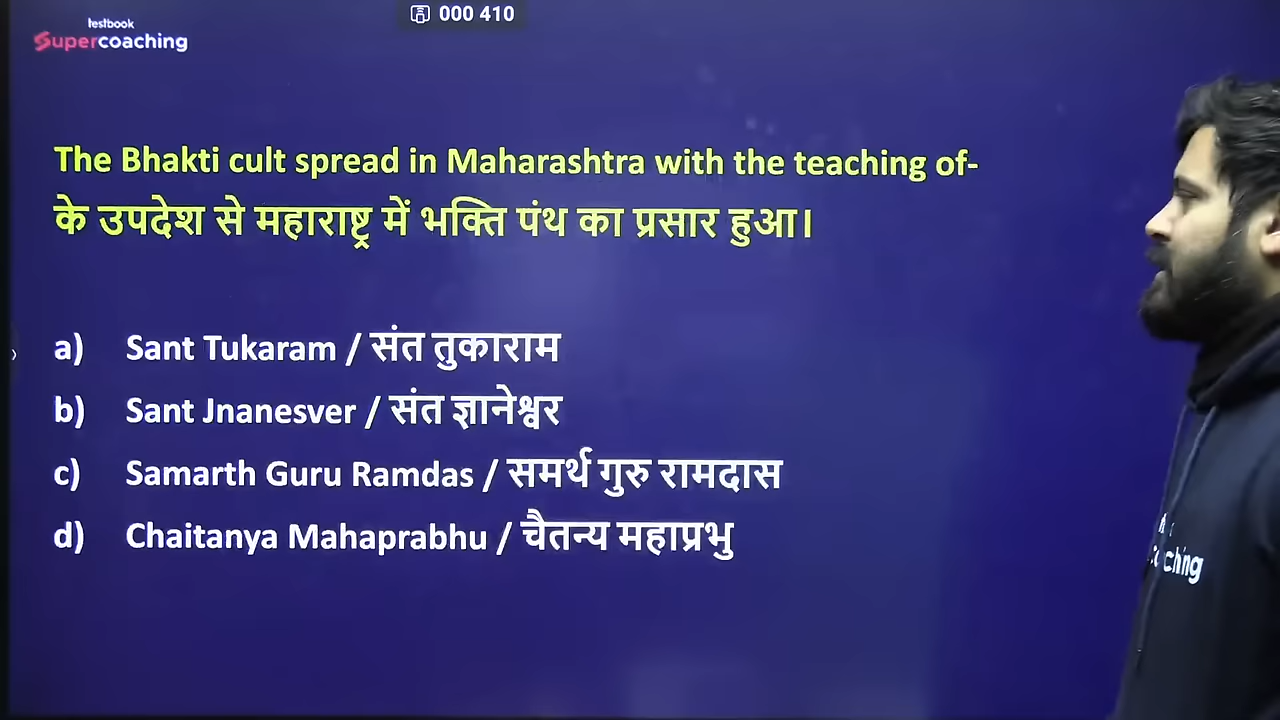 testbook
Supercoaching
000 410
The Bhakti cult spread in Maharashtra with the teaching of-
के उपदेश से महाराष्ट्र में भक्ति पंथ का प्रसार हुआ।
a) Sant Tukaram / संत तुकाराम
b) Sant Jnanesver / संत ज्ञानेश्वर
c) Samarth Guru Ramdas / समर्थ गुरु रामदास
d) Chaitanya Mahaprabhu / चैतन्य महाप्रभु